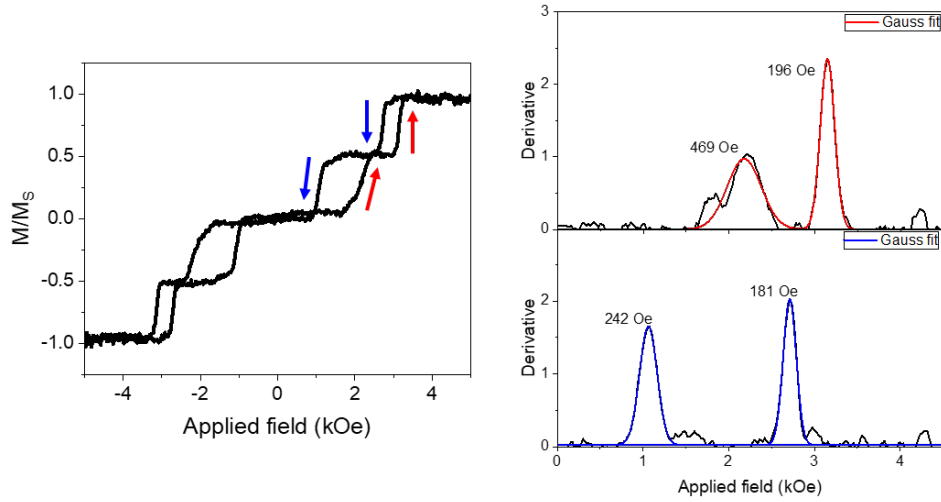 1.0
0.5
0.0
-0.5
-1.0
M/MS
-4
-2
0
2
4
Applied field (kOe)
3
2
1
0
Derivative
Gauss fit
469 Oe
196 Oe
2
1
0
Derivative
Gauss fit
242 Oe
181 Oe
0
1
2
3
4
Applied field (kOe)